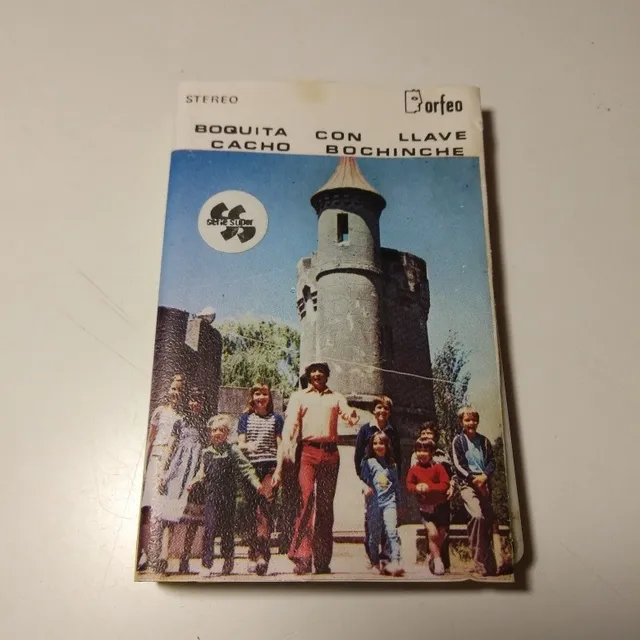 STEREO
orfeo
BOQUITA CON LLAVE
CACHO BOCHINCHE